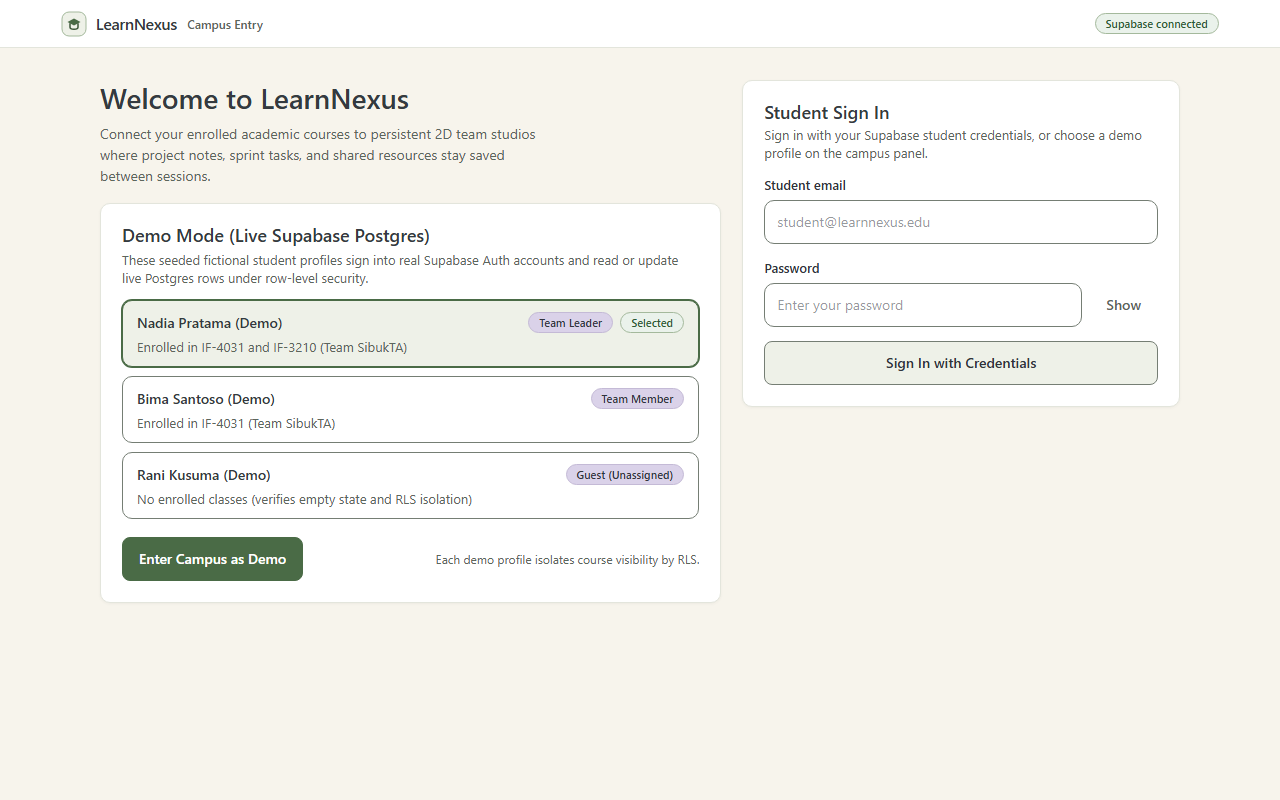 LearnNexus Campus Entry
Supabase connected
Welcome to LearnNexus
Connect your enrolled academic courses to persistent 2D team studios
where project notes, sprint tasks, and shared resources stay saved
between sessions.
Demo Mode (Live Supabase Postgres)
These seeded fictional student profiles sign into real Supabase Auth accounts and read or update
live Postgres rows under row-level security.
Nadia Pratama (Demo)
Team Leader
Selected
Enrolled in IF-4031 and IF-3210 (Team SibukTA)
Bima Santoso (Demo)
Team Member
Enrolled in IF-4031 (Team SibukTA)
Rani Kusuma (Demo)
Guest (Unassigned)
No enrolled classes (verifies empty state and RLS isolation)
Enter Campus as Demo
Each demo profile isolates course visibility by RLS.
Student Sign In
Sign in with your Supabase student credentials, or choose a demo
profile on the campus panel.
Student email
student@learnnexus.edu
Password
Enter your password
Show
Sign In with Credentials